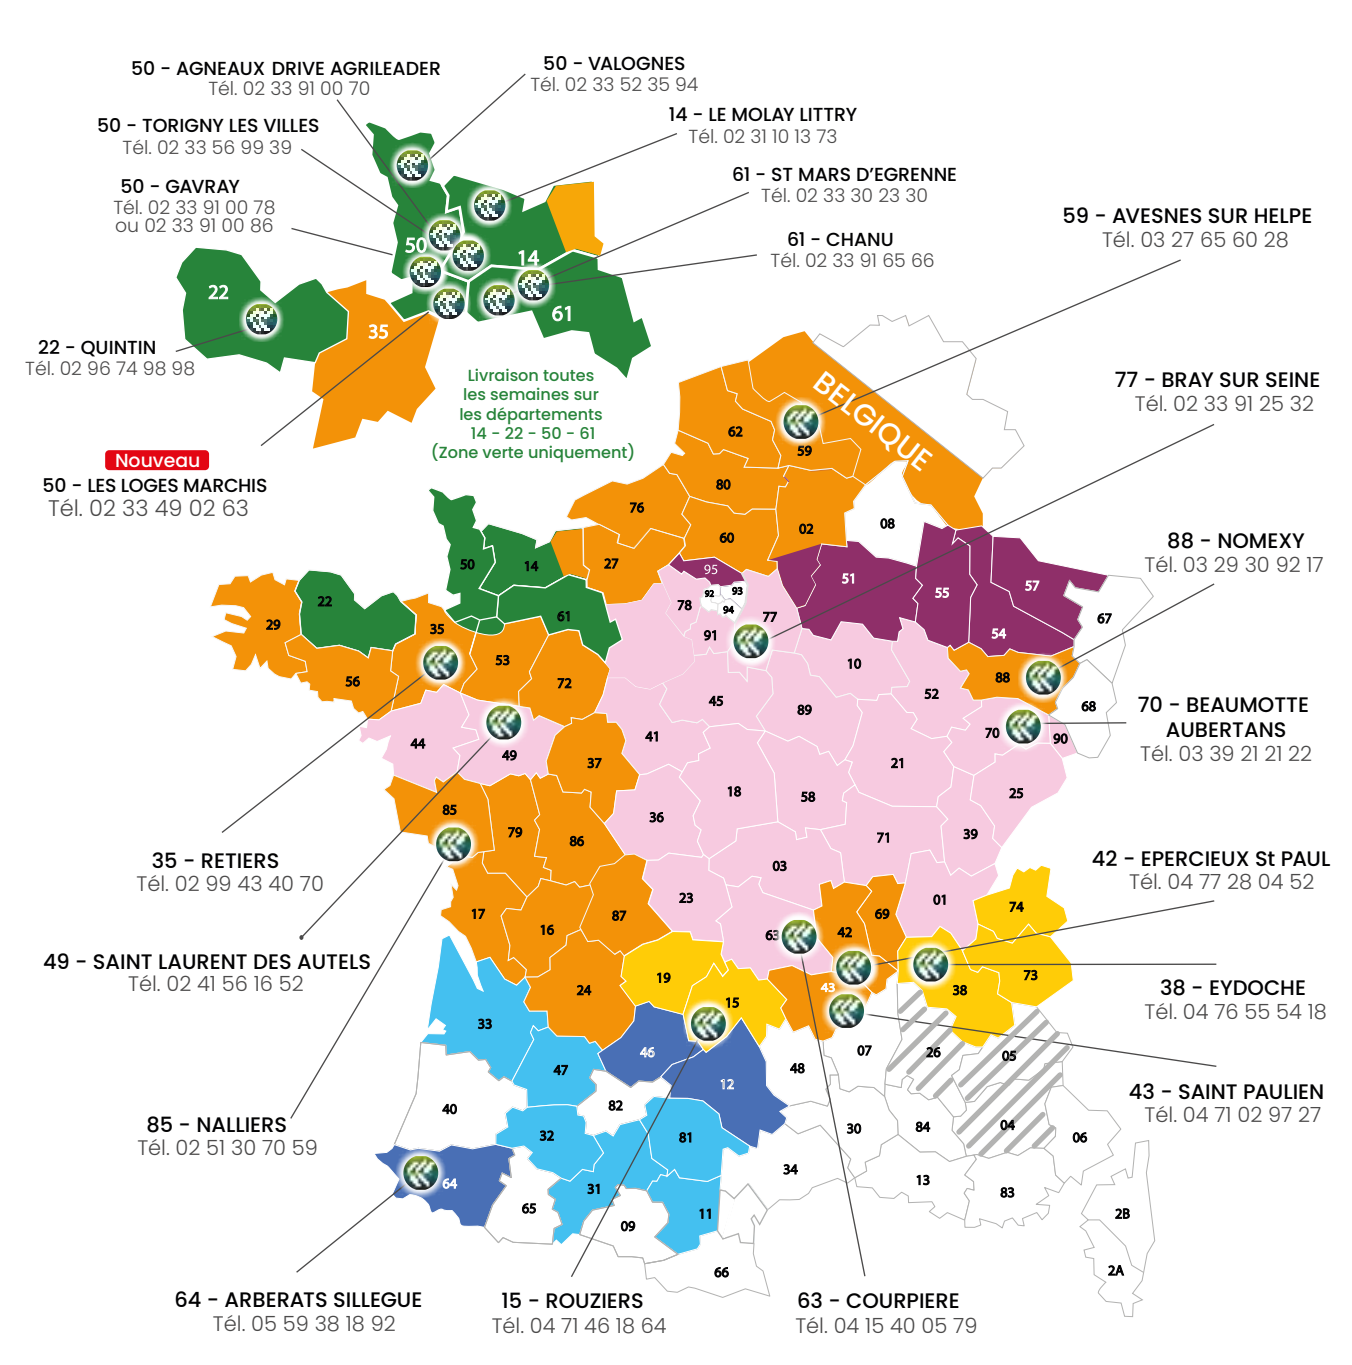 50 - AGNEAUX DRIVE AGRILEADER
Tél. 02 33 91 00 70
50 - VALOGNES
Tél. 02 33 52 35 94
50 - TORIGNY LES VILLES
Tél. 02 33 56 99 39
14 - LE MOLAY LITTRY
Tél. 02 31 10 13 73
50 - GAVRAY
Tél. 02 33 91 00 78
ou 02 33 91 00 86
61 - ST MARS D'EGRENNE
Tél. 02 33 30 23 30
61 - CHANU
Tél. 02 33 91 65 66
59 - AVESNES SUR HELPE
Tél. 03 27 65 60 28
50
14
22
61
35
22 - QUINTIN
Tél. 02 96 74 98 98
Livraison toutes
les semaines sur
les départements
14 - 22 - 50 - 61
(Zone verte uniquement)
Nouveau
50 - LES LOGES MARCHIS
Tél. 02 33 49 02 63
77 - BRAY SUR SEINE
Tél. 02 33 91 25 32
88 - NOMEXY
Tél. 03 29 30 92 17
70 - BEAUMOTTE
AUBERTANS
Tél. 03 39 21 21 22
BELGIQUE
62
59
80
76
02
08
60
50
14
27
95
51
55
57
92
93
94
78
77
22
61
67
29
35
91
54
53
10
56
72
88
52
45
89
68
44
41
70
90
49
37
21
18
58
25
85
79
86
36
71
39
03
23
01
17
16
87
63
42
69
74
19
73
24
15
43
38
33
46
07
26
05
47
12
48
40
82
30
84
04
06
32
81
34
64
31
13
83
65
11
09
2B
66
2A
35 - RETIERS
Tél. 02 99 43 40 70
49 - SAINT LAURENT DES AUTELS
Tél. 02 41 56 16 52
42 - EPERCIEUX St PAUL
Tél. 04 77 28 04 52
38 - EYDOCHE
Tél. 04 76 55 54 18
43 - SAINT PAULIEN
Tél. 04 71 02 97 27
85 - NALLIERS
Tél. 02 51 30 70 59
64 - ARBERATS SILLEGUE
Tél. 05 59 38 18 92
15 - ROUZIERS
Tél. 04 71 46 18 64
63 - COURPIERE
Tél. 04 15 40 05 79